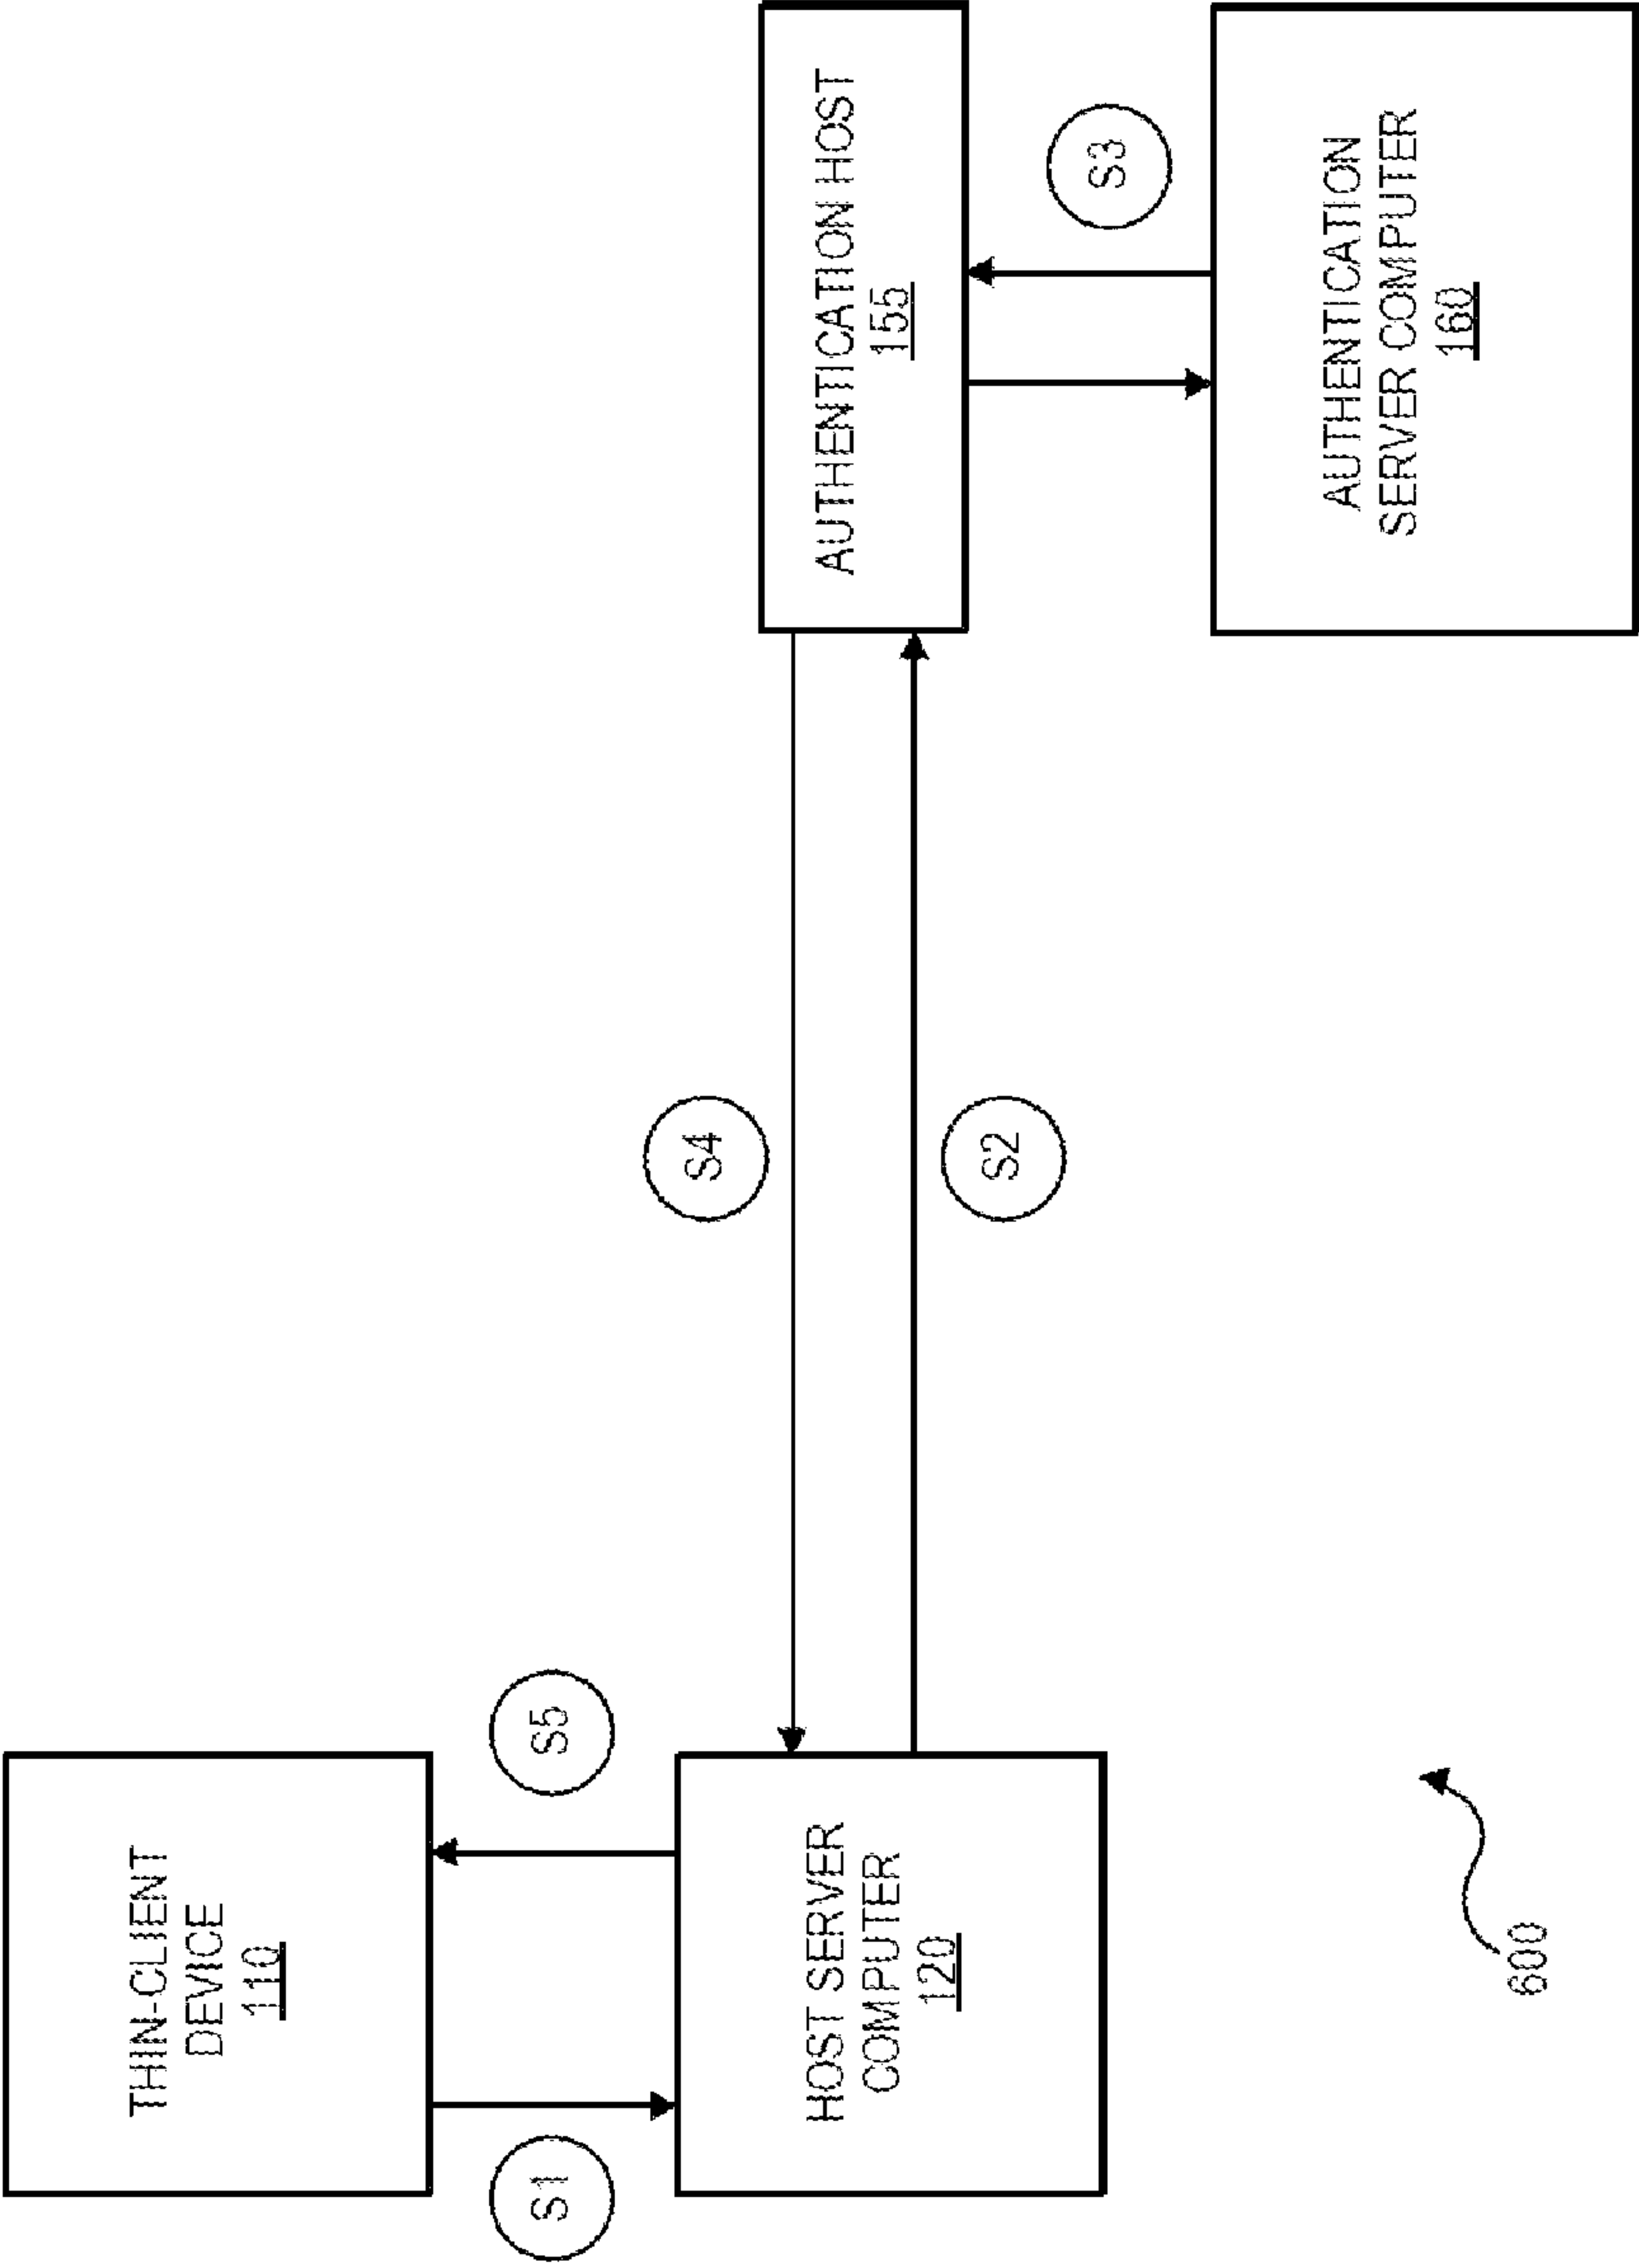 THIN-CLIENT
DEVICE
110
S1
S5
HOST SERVER
COMPUTER
120
S4
S2
AUTHENTICATION HOST
155
S3
AUTHENTICATION
SERVER COMPUTER
160
600